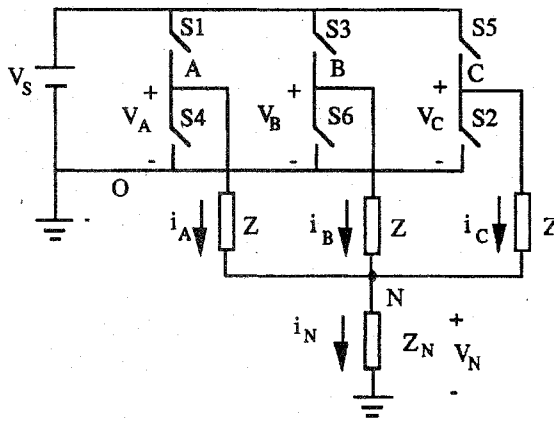 S1 S3 S5
A B C
V_S
+ + +
V_A S4 V_B S6 V_C S2
- - -
O
i_A Z i_B Z i_C Z
N
i_N Z_N + V_N -